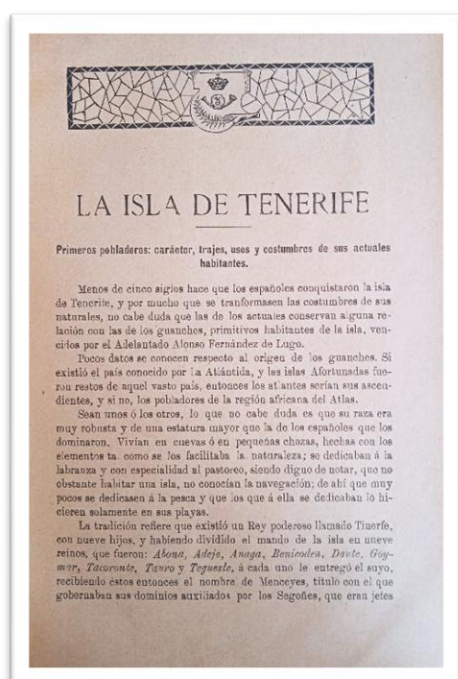 LA ISLA DE TENERIFE
Primeros pobladores: carácter, trajes, usos y costumbres de sus actuales
habitantes.
Menos de cinco siglos hace que los españoles conquistaron la isla
de Tenerife, y por mucho que se tranformasen las costumbres de sus
naturales, no cabe duda que las de los actuales conservan alguna re-
lación con las de los guanches, primitivos habitantes de la isla, ven-
cidos por el Adelantado Alonso Fernández de Lugo.
Pocos datos se conocen respecto al origen de los guanches. Si
existió el país conocido por La Atlántida, y las islas Afortunadas fue-
ron restos de aquel vasto país, entonces los atlantes serían sus ascen-
dientes, y si no, los pobladores de la región africana del Atlas.
Sean unos ó los otros, lo que no cabe duda es que su raza era
muy robusta y de una estatura mayor que la de los españoles que los
dominaron. Vivían en cuevas ó en pequeñas chozas, hechas con los
elementos tal como se los facilitaba la naturaleza; se dedicaban á la
labranza y con especialidad al pastoreo, siendo digno de notar, que no
obstante habitar una isla, no conocían la navegación; de ahí que muy
pocos se dedicasen á la pesca y que los que á ella se dedicaban lo hi-
cieren solamente en sus playas.
La tradición refiere que existió un Rey poderoso llamado Tinerfe,
con nueve hijos, y habiendo dividido el mando de la isla en nueve
reinos, que fueron: Abona, Adeje, Anaga, Benicoden, Daute, Goy-
mar, Tacoronte, Tauro y Tegueste, á cada uno le entregó el suyo,
recibiendo éstos entonces el nombre de Menceyes, título con el que
gobernaban sus dominios auxiliados por los Segoñes, que eran jefes